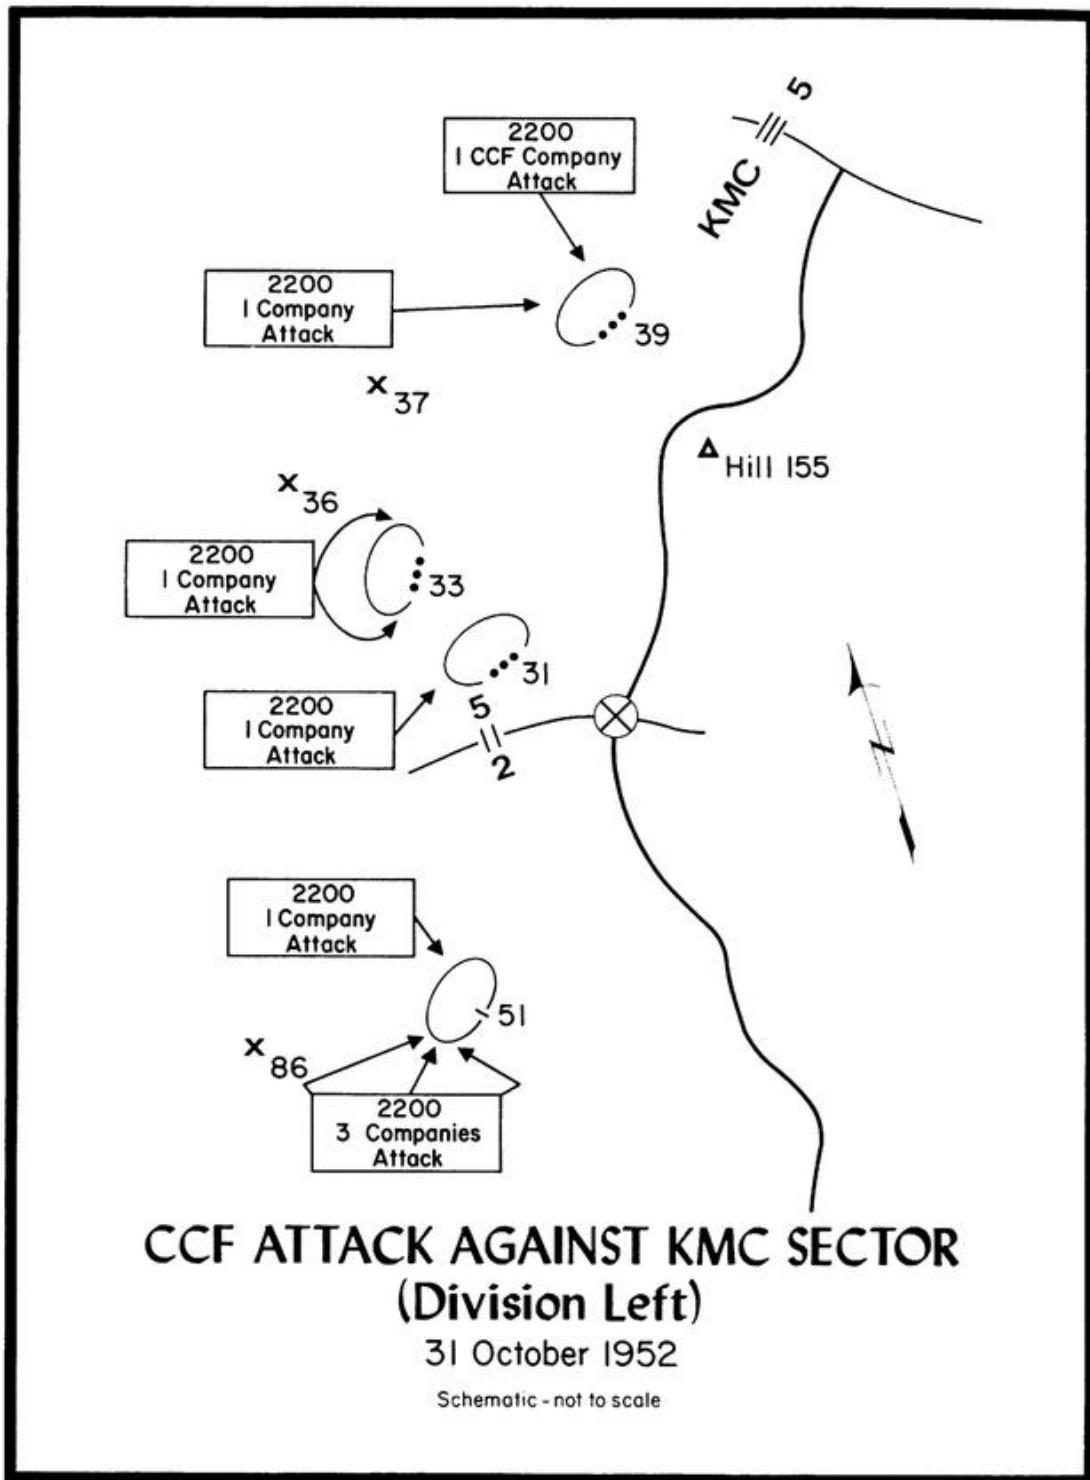 5
KMC
2200
1 CCF Company
Attack
2200
1 Company
Attack
39
x 37
Hill 155
x 36
2200
1 Company
Attack
33
31
2200
1 Company
Attack
5
2
N
2200
1 Company
Attack
51
x 86
2200
3 Companies
Attack
CCF ATTACK AGAINST KMC SECTOR
(Division Left)
31 October 1952
Schematic - not to scale